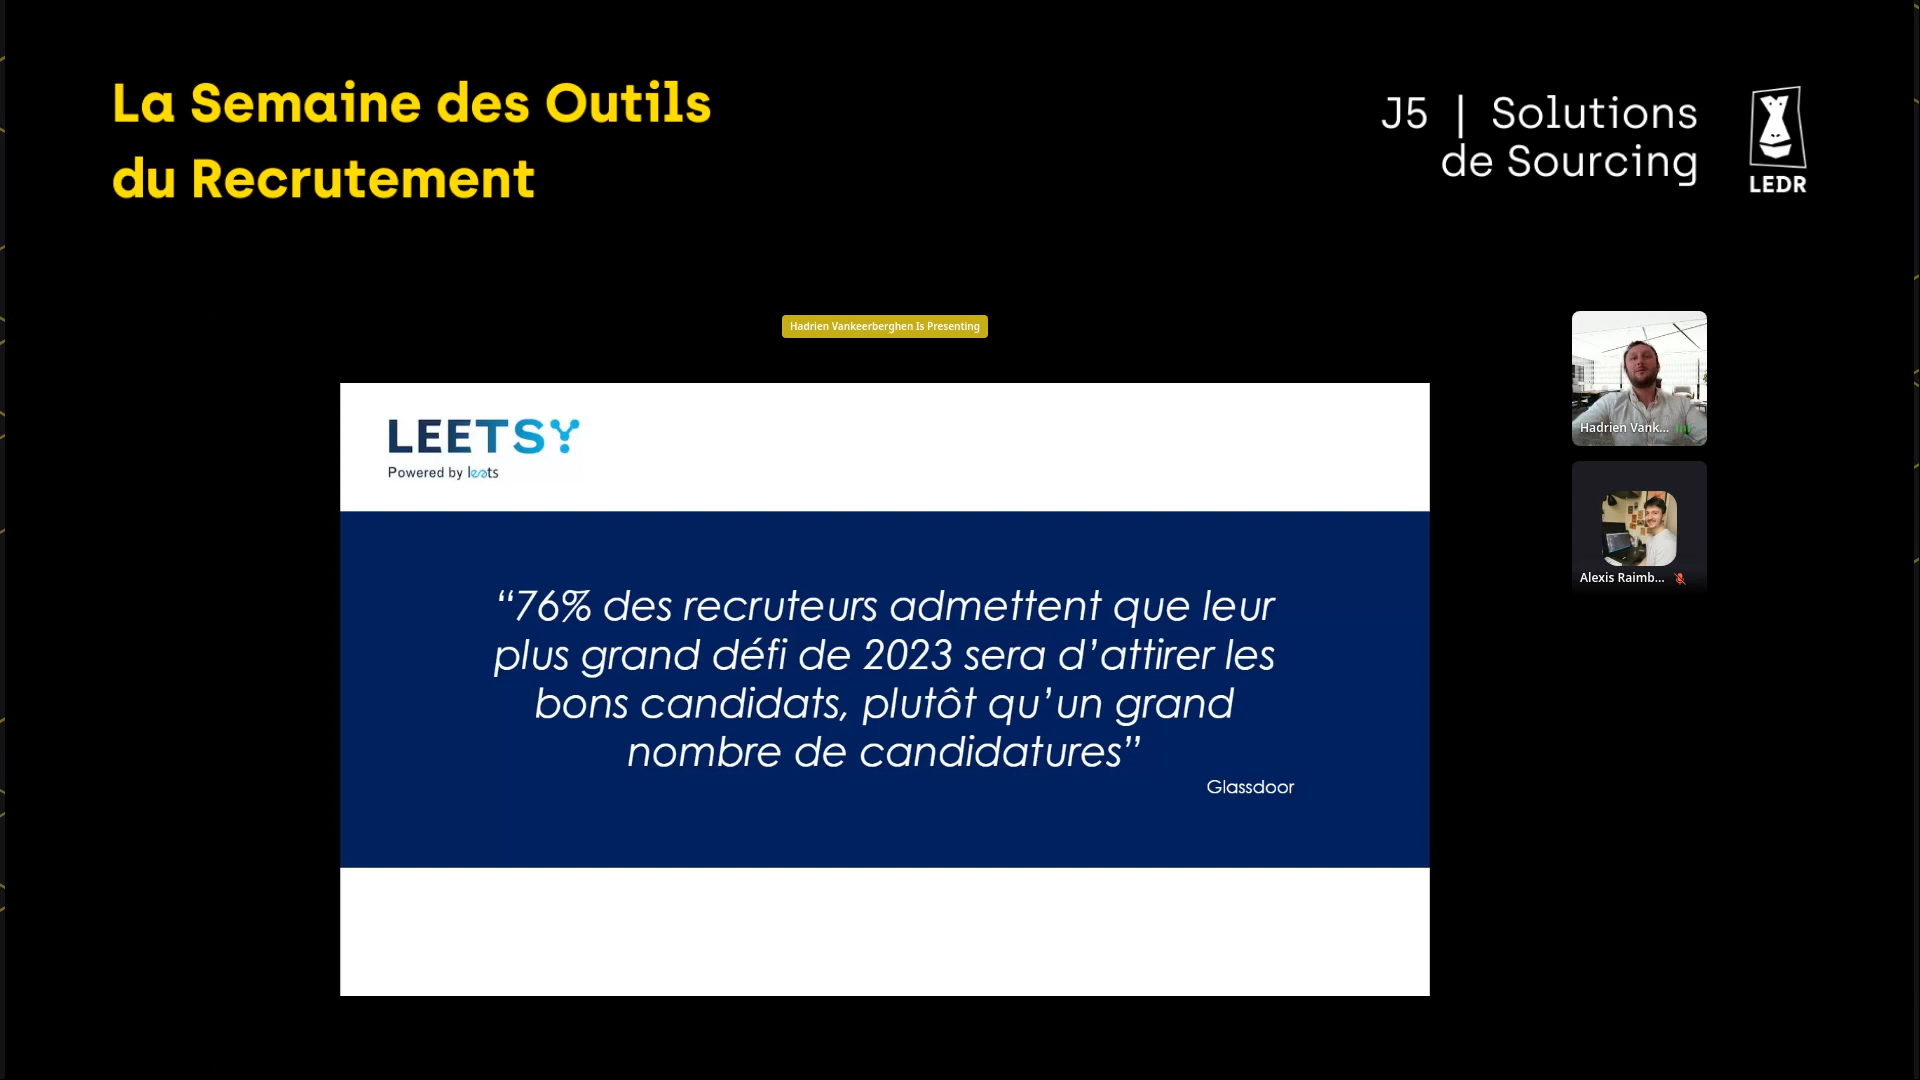 La Semaine des Outils
du Recrutement
J5 | Solutions
de Sourcing
LEDR
Hadrien Vankeerberghen Is Presenting
LEETSY
Powered by leets
“76% des recruteurs admettent que leur
plus grand défi de 2023 sera d’attirer les
bons candidats, plutôt qu’un grand
nombre de candidatures”
Glassdoor
Hadrien Vank...
Alexis Raimb...